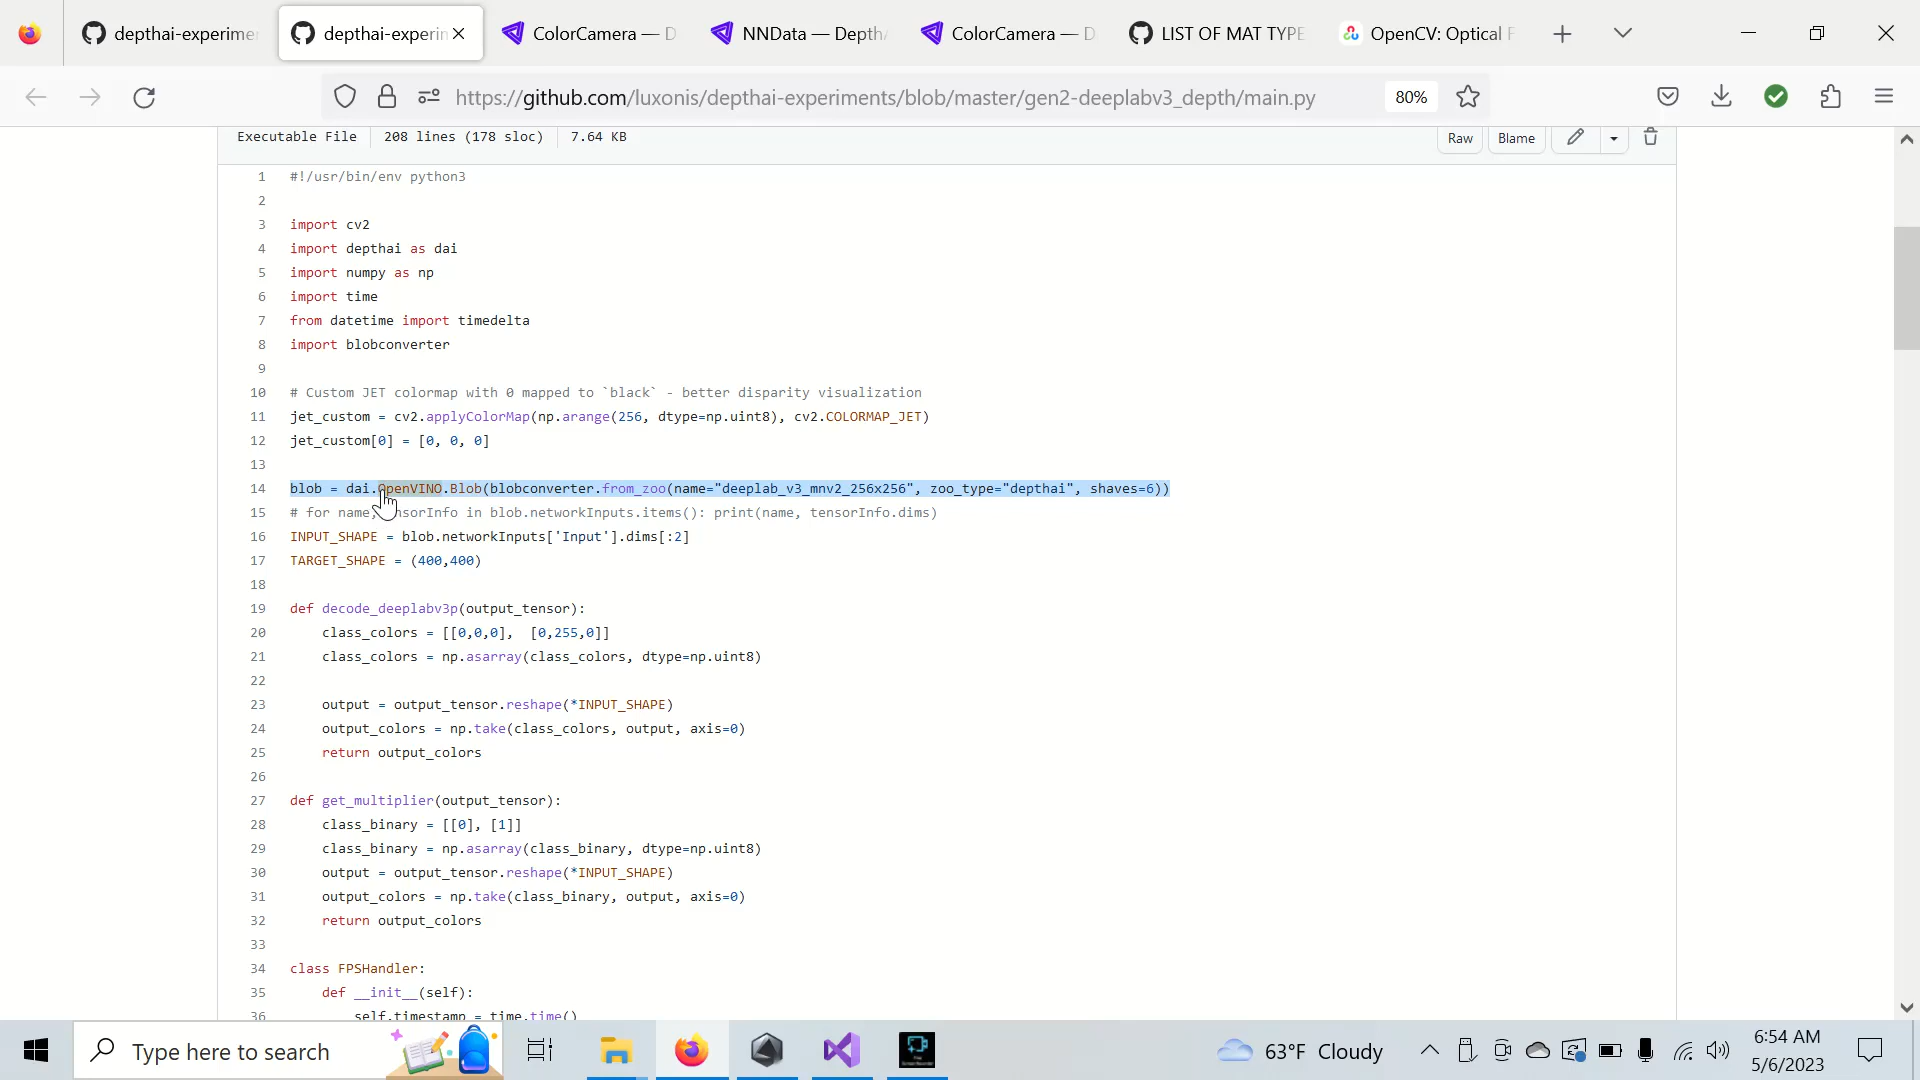 depthai-experime
depthai-experin
ColorCamera — D
NNData — Depth
ColorCamera — D
LIST OF MAT TYPE
OpenCV: Optical F
https://github.com/luxonis/depthai-experiments/blob/master/gen2-deeplabv3_depth/main.py
80%
Executable File
208 lines (178 sloc)
7.64 KB
Raw
Blame
1 #!/usr/bin/env python3
2
3 import cv2
4 import depthai as dai
5 import numpy as np
6 import time
7 from datetime import timedelta
8 import blobconverter
9
10 # Custom JET colormap with 0 mapped to `black` - better disparity visualization
11 jet_custom = cv2.applyColorMap(np.arange(256, dtype=np.uint8), cv2.COLORMAP_JET)
12 jet_custom[0] = [0, 0, 0]
13
14 blob = dai.OpenVINO.Blob(blobconverter.from_zoo(name="deeplab_v3_mnv2_256x256", zoo_type="depthai", shaves=6))
15 # for name, tensorInfo in blob.networkInputs.items(): print(name, tensorInfo.dims)
16 INPUT_SHAPE = blob.networkInputs['Input'].dims[:2]
17 TARGET_SHAPE = (400,400)
18
19 def decode_deeplabv3p(output_tensor):
20 class_colors = [[0,0,0],  [0,255,0]]
21 class_colors = np.asarray(class_colors, dtype=np.uint8)
22
23 output = output_tensor.reshape(*INPUT_SHAPE)
24 output_colors = np.take(class_colors, output, axis=0)
25 return output_colors
26
27 def get_multiplier(output_tensor):
28 class_binary = [[0], [1]]
29 class_binary = np.asarray(class_binary, dtype=np.uint8)
30 output = output_tensor.reshape(*INPUT_SHAPE)
31 output_colors = np.take(class_binary, output, axis=0)
32 return output_colors
33
34 class FPSHandler:
35 def __init__(self):
36 self.timestamp = time.time()
Type here to search
63°F Cloudy
6:54 AM
5/6/2023